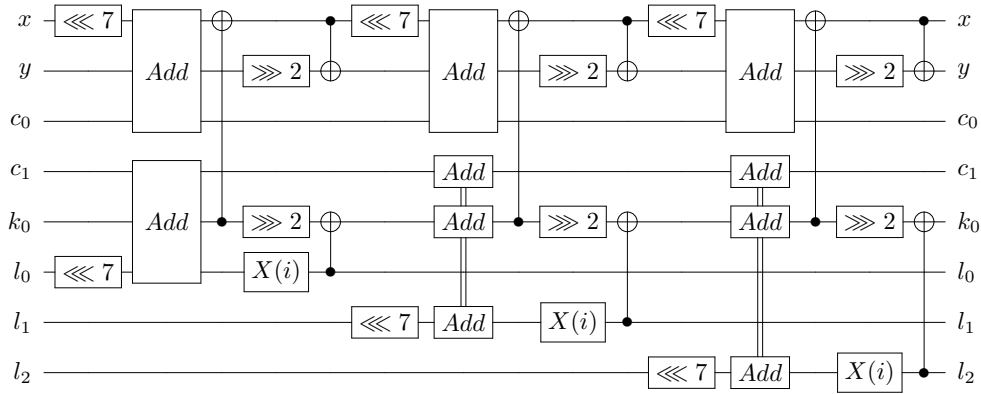 x ⋘ 7 Add ⋘ 7 Add ⋘ 7 Add x
y ⋙ 2 ⋙ 2 ⋙ 2 y
c₀ c₀
c₁ Add Add c₁
k₀ Add ⋙ 2 Add ⋙ 2 Add ⋙ 2 k₀
l₀ ⋘ 7 X(i) l₀
l₁ ⋘ 7 Add X(i) l₁
l₂ ⋘ 7 Add X(i) l₂